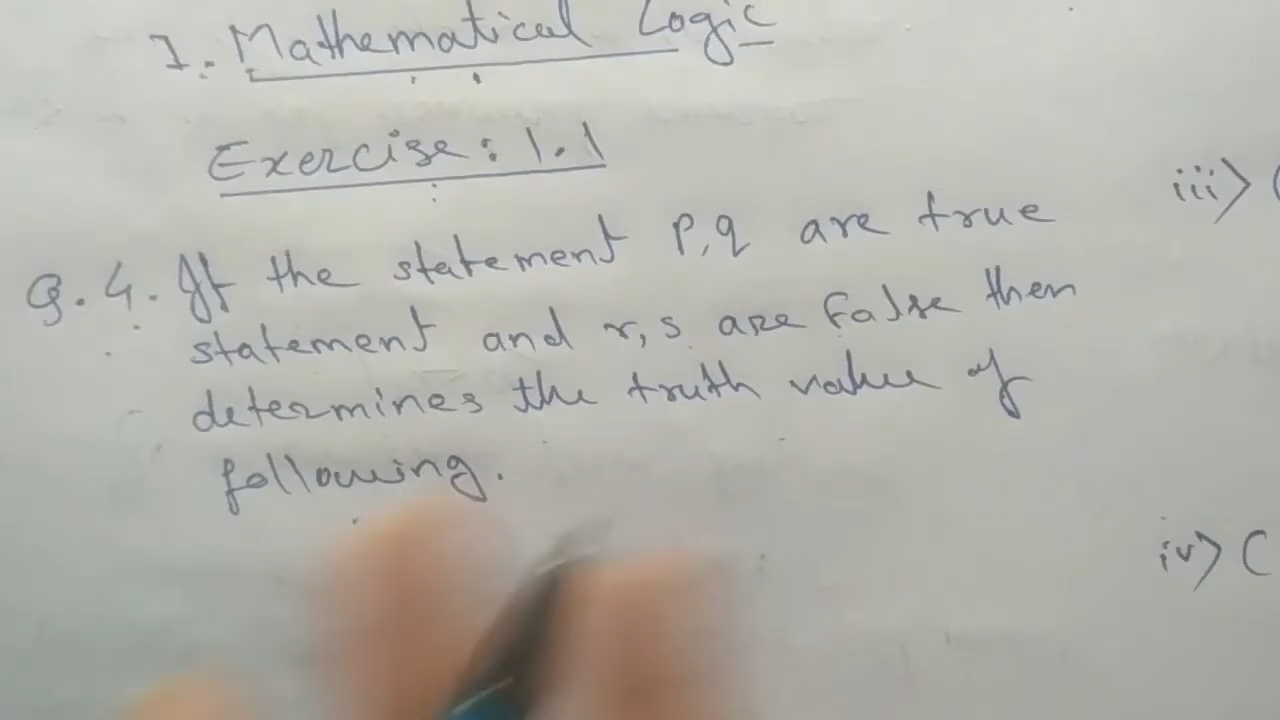 1. Mathematical Logic
Exercise: 1.1
Q.4. If the statement p,q are true
statement and r,s are false then
determines the truth value of
following.
iii) (
iv) (